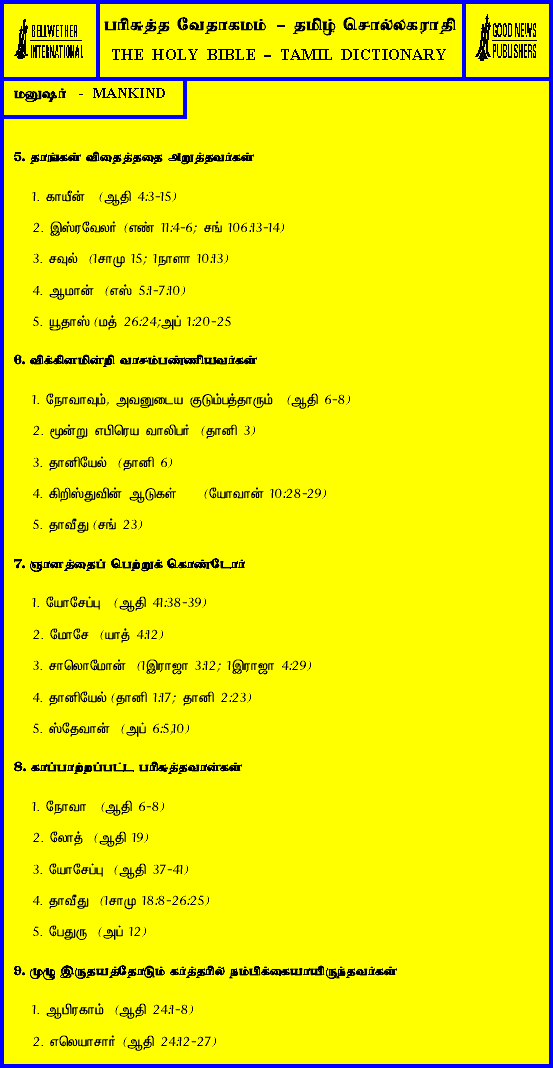 BELLWETHER
INTERNATIONAL
பரிசுத்த வேதாகமம் – தமிழ் சொல்லகராதி
THE HOLY BIBLE – TAMIL DICTIONARY
GOOD NEWS
PUBLISHERS
மனுஷர் - MANKIND
5. தாங்கள் விதைத்ததை அறுத்தவர்கள்
1. காயீன் (ஆதி 4:3-15)
2. இஸ்ரவேலர் (எண் 11:4-6; சங் 106:13-14)
3. சவுல் (1சாமு 15; 1நாளா 10:13)
4. ஆமான் (எஸ் 5:1-7:10)
5. யூதாஸ் (மத் 26:24;அப் 1:20-25
6. விக்கினமின்றி வாசம்பண்ணியவர்கள்
1. நோவாவும், அவனுடைய குடும்பத்தாரும் (ஆதி 6-8)
2. மூன்று எபிரெய வாலிபர் (தானி 3)
3. தானியேல் (தானி 6)
4. கிறிஸ்துவின் ஆடுகள் (யோவான் 10:28-29)
5. தாவீது (சங் 23)
7. ஞானத்தைப் பெற்றுக் கொண்டோர்
1. யோசேப்பு (ஆதி 41:38-39)
2. மோசே (யாத் 4:12)
3. சாலொமோன் (1இராஜா 3:12; 1இராஜா 4:29)
4. தானியேல் (தானி 1:17; தானி 2:23)
5. ஸ்தேவான் (அப் 6:5,10)
8. காப்பாற்றப்பட்ட பரிசுத்தவான்கள்
1. நோவா (ஆதி 6-8)
2. லோத் (ஆதி 19)
3. யோசேப்பு (ஆதி 37-41)
4. தாவீது (1சாமு 18:8-26:25)
5. பேதுரு (அப் 12)
9. முழு இருதயத்தோடும் கர்த்தரில் நம்பிக்கையாயிருந்தவர்கள்
1. ஆபிரகாம் (ஆதி 24:1-8)
2. எலெயாசார் (ஆதி 24:12-27)